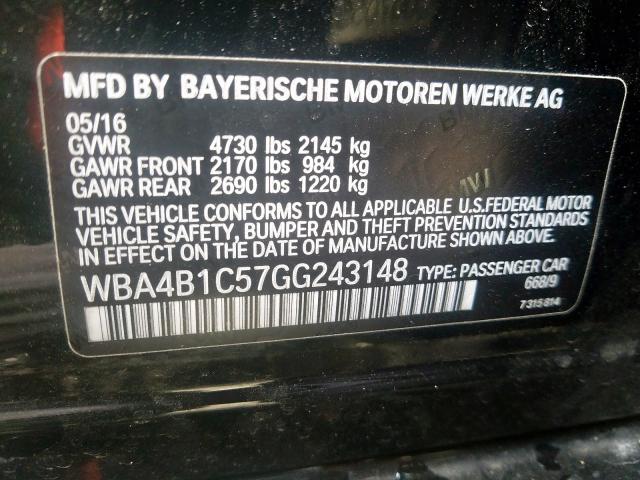 MFD BY BAYERISCHE MOTOREN WERKE AG
05/16
GVWR 4730 lbs 2145 kg
GAWR FRONT 2170 lbs 984 kg
GAWR REAR 2690 lbs 1220 kg
THIS VEHICLE CONFORMS TO ALL APPLICABLE U.S.FEDERAL MOTOR
VEHICLE SAFETY, BUMPER AND THEFT PREVENTION STANDARDS
IN EFFECT ON THE DATE OF MANUFACTURE SHOWN ABOVE.
WBA4B1C57GG243148 TYPE: PASSENGER CAR
668/9
7315814